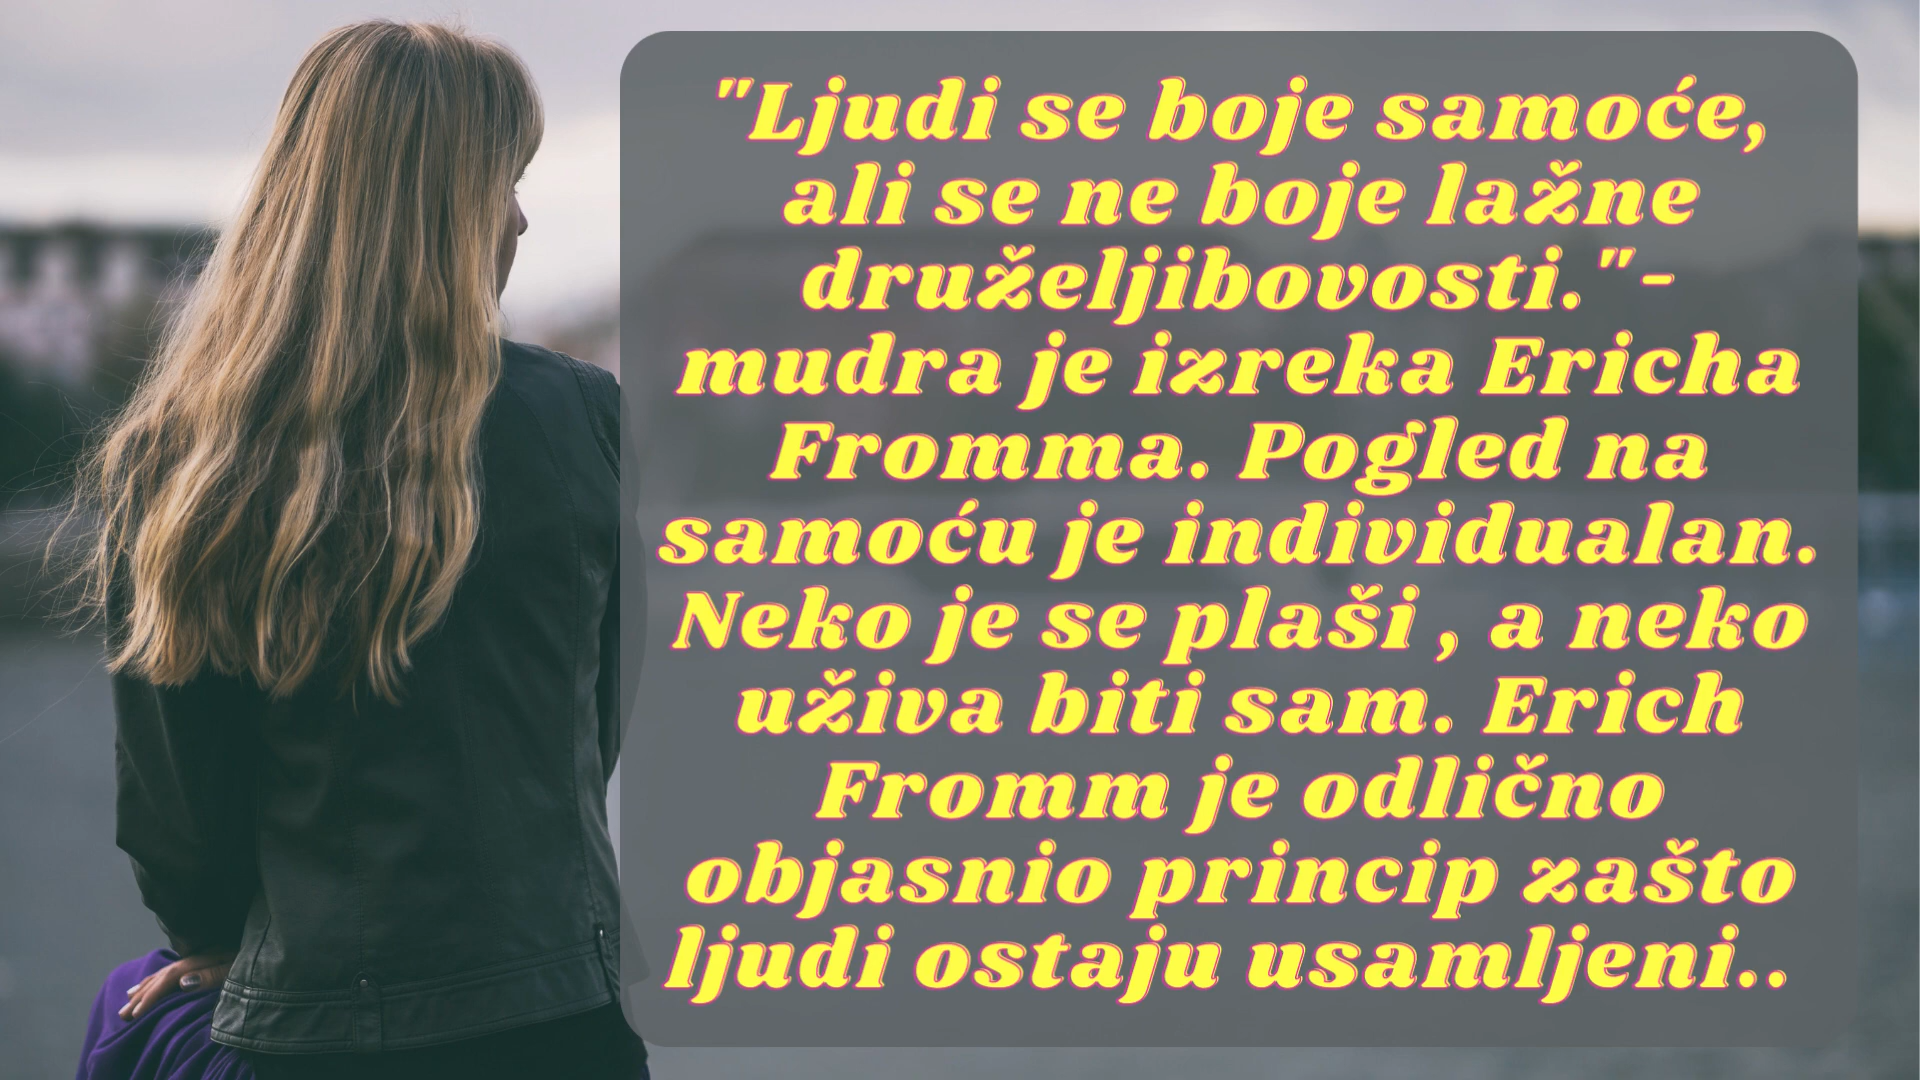 "Ljudi se boje samoće,
ali se ne boje lažne
druželjibovosti."-
mudra je izreka Ericha
Fromma. Pogled na
samoću je individualan.
Neko je se plaši , a neko
uživa biti sam. Erich
Fromm je odlično
objasnio princip zašto
ljudi ostaju usamljeni..